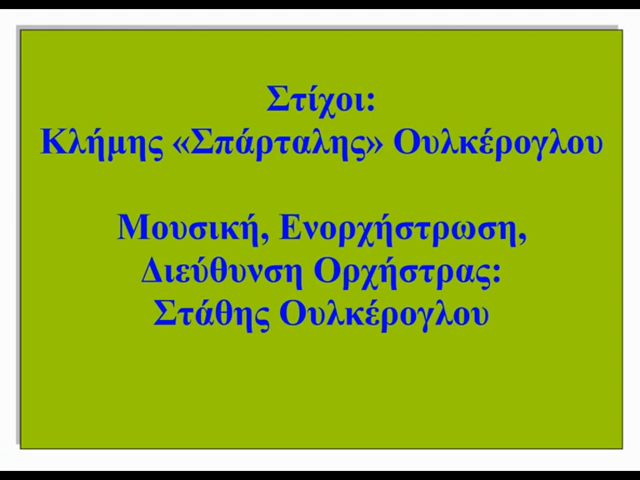 Στίχοι:
Κλήμης «Σπάρταλης» Ουλκέρογλου
Μουσική, Ενορχήστρωση,
Διεύθυνση Ορχήστρας:
Στάθης Ουλκέρογλου